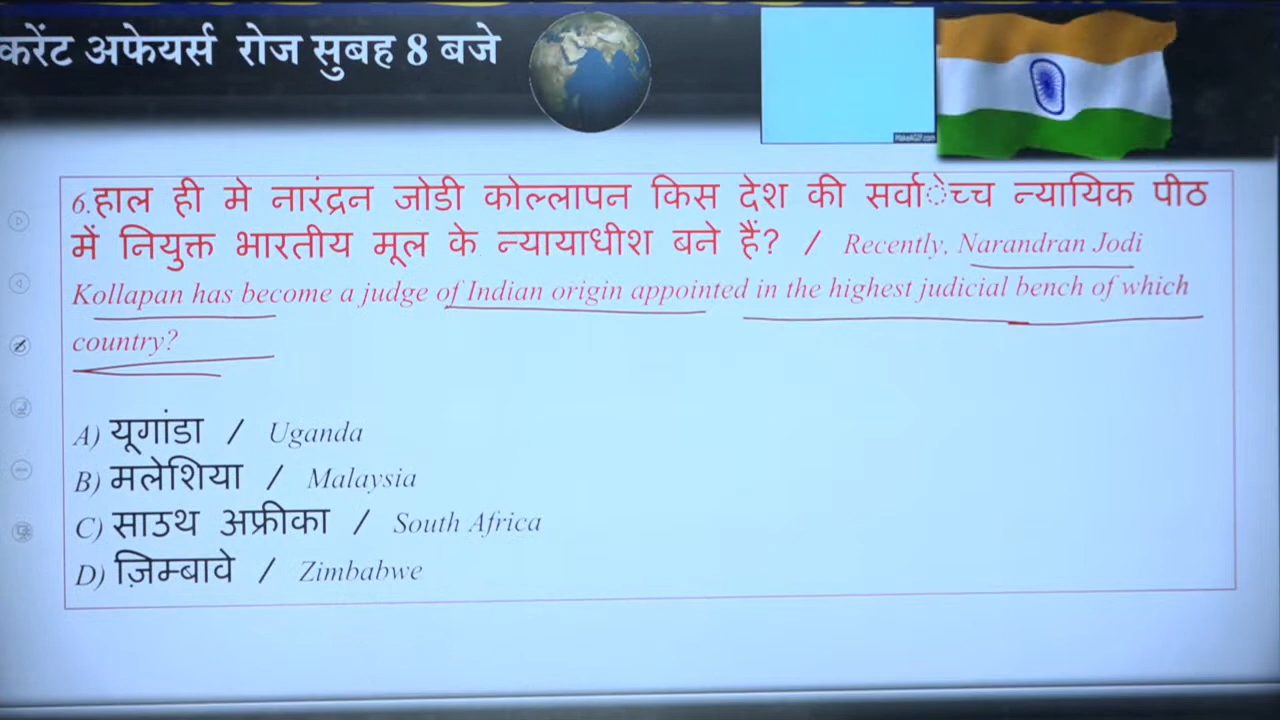 करेंट अफेयर्स रोज सुबह 8 बजे
MakeAGIF.com
6.हाल ही मे नारंद्रन जोडी कोल्लापन किस देश की सर्वाेच्च न्यायिक पीठ
में नियुक्त भारतीय मूल के न्यायाधीश बने हैं? / Recently, Narandran Jodi
Kollapan has become a judge of Indian origin appointed in the highest judicial bench of which
country?
A) यूगांडा / Uganda
B) मलेशिया / Malaysia
C) साउथ अफ्रीका / South Africa
D) ज़िम्बावे / Zimbabwe